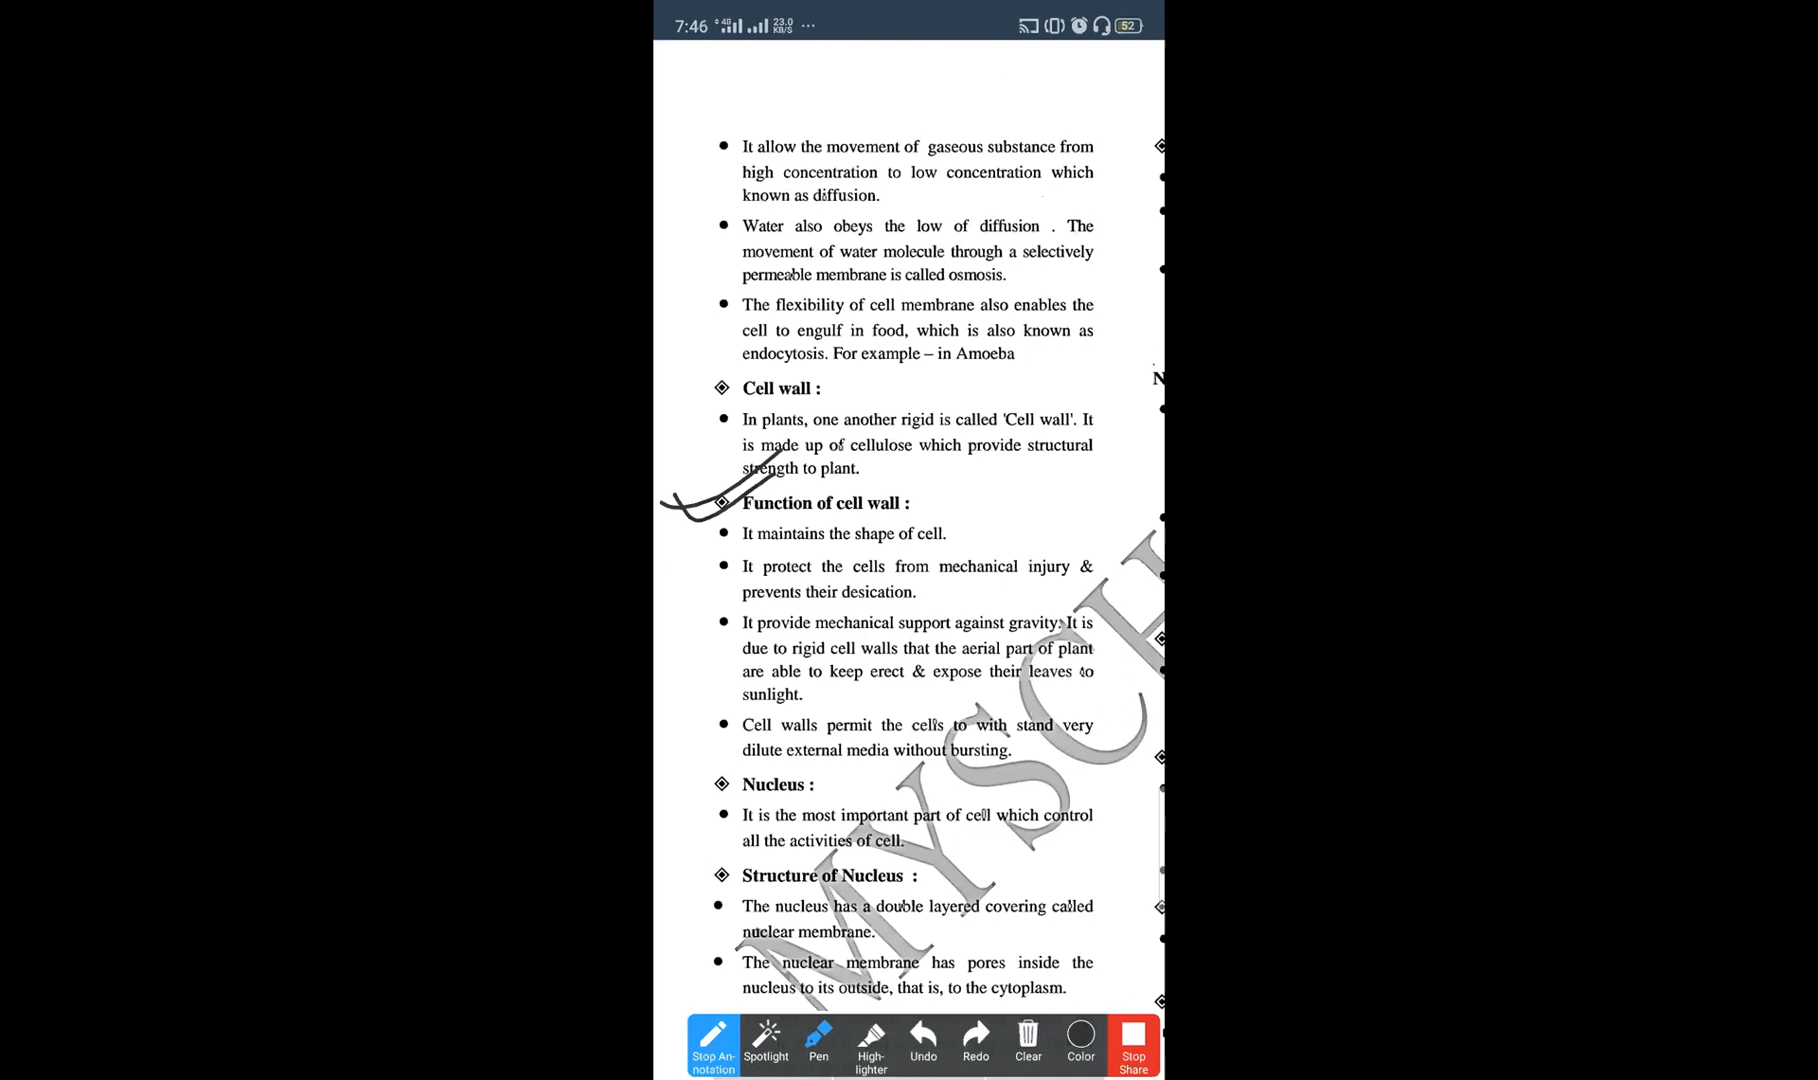 7:46 4G 23.0 KB/S ... 52
It allow the movement of gaseous substance from
high concentration to low concentration which
known as diffusion.
Water also obeys the low of diffusion . The
movement of water molecule through a selectively
permeable membrane is called osmosis.
The flexibility of cell membrane also enables the
cell to engulf in food, which is also known as
endocytosis. For example – in Amoeba
Cell wall :
In plants, one another rigid is called 'Cell wall'. It
is made up of cellulose which provide structural
strength to plant.
Function of cell wall :
It maintains the shape of cell.
It protect the cells from mechanical injury &
prevents their desication.
It provide mechanical support against gravity. It is
due to rigid cell walls that the aerial part of plant
are able to keep erect & expose their leaves to
sunlight.
Cell walls permit the cells to with stand very
dilute external media without bursting.
Nucleus :
It is the most important part of cell which control
all the activities of cell.
Structure of Nucleus :
The nucleus has a double layered covering called
nuclear membrane.
The nuclear membrane has pores inside the
nucleus to its outside, that is, to the cytoplasm.
N
MYSCH
Stop An-
notation
Spotlight
Pen
High-
lighter
Undo
Redo
Clear
Color
Stop
Share